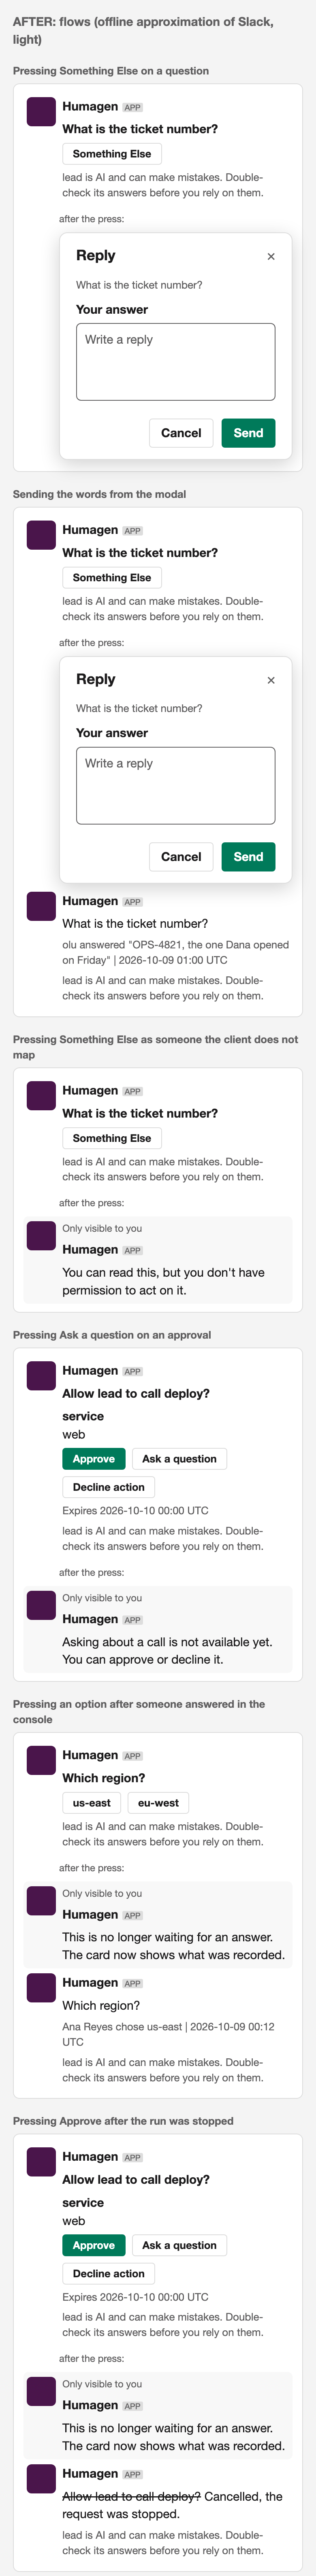 AFTER: flows (offline approximation of Slack,
light)
Pressing Something Else on a question
Humagen APP
What is the ticket number?
Something Else
lead is AI and can make mistakes. Double-
check its answers before you rely on them.
after the press:
Reply ×
What is the ticket number?
Your answer
Write a reply
Cancel Send
Sending the words from the modal
Humagen APP
What is the ticket number?
Something Else
lead is AI and can make mistakes. Double-
check its answers before you rely on them.
after the press:
Reply ×
What is the ticket number?
Your answer
Write a reply
Cancel Send
Humagen APP
What is the ticket number?
olu answered "OPS-4821, the one Dana opened
on Friday" | 2026-10-09 01:00 UTC
lead is AI and can make mistakes. Double-
check its answers before you rely on them.
Pressing Something Else as someone the client does not
map
Humagen APP
What is the ticket number?
Something Else
lead is AI and can make mistakes. Double-
check its answers before you rely on them.
after the press:
Only visible to you
Humagen APP
You can read this, but you don't have
permission to act on it.
Pressing Ask a question on an approval
Humagen APP
Allow lead to call deploy?
service
web
Approve Ask a question
Decline action
Expires 2026-10-10 00:00 UTC
lead is AI and can make mistakes. Double-
check its answers before you rely on them.
after the press:
Only visible to you
Humagen APP
Asking about a call is not available yet.
You can approve or decline it.
Pressing an option after someone answered in the
console
Humagen APP
Which region?
us-east eu-west
lead is AI and can make mistakes. Double-
check its answers before you rely on them.
after the press:
Only visible to you
Humagen APP
This is no longer waiting for an answer.
The card now shows what was recorded.
Humagen APP
Which region?
Ana Reyes chose us-east | 2026-10-09 00:12
UTC
lead is AI and can make mistakes. Double-
check its answers before you rely on them.
Pressing Approve after the run was stopped
Humagen APP
Allow lead to call deploy?
service
web
Approve Ask a question
Decline action
Expires 2026-10-10 00:00 UTC
lead is AI and can make mistakes. Double-
check its answers before you rely on them.
after the press:
Only visible to you
Humagen APP
This is no longer waiting for an answer.
The card now shows what was recorded.
Humagen APP
Allow lead to call deploy? Cancelled, the
request was stopped.
lead is AI and can make mistakes. Double-
check its answers before you rely on them.